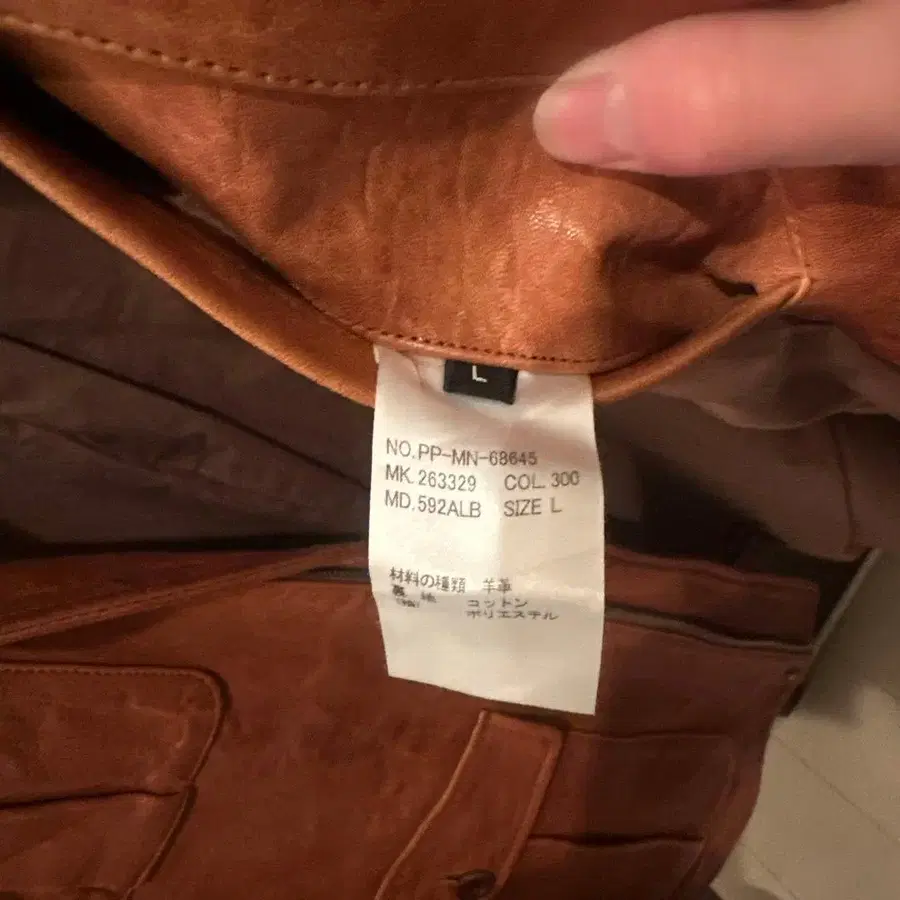 L
NO.PP-MN-68645
MK.263329 COL.300
MD.592ALB SIZE L
材料の種類 羊革
裏 地 コットン
(袖) ポリエステル